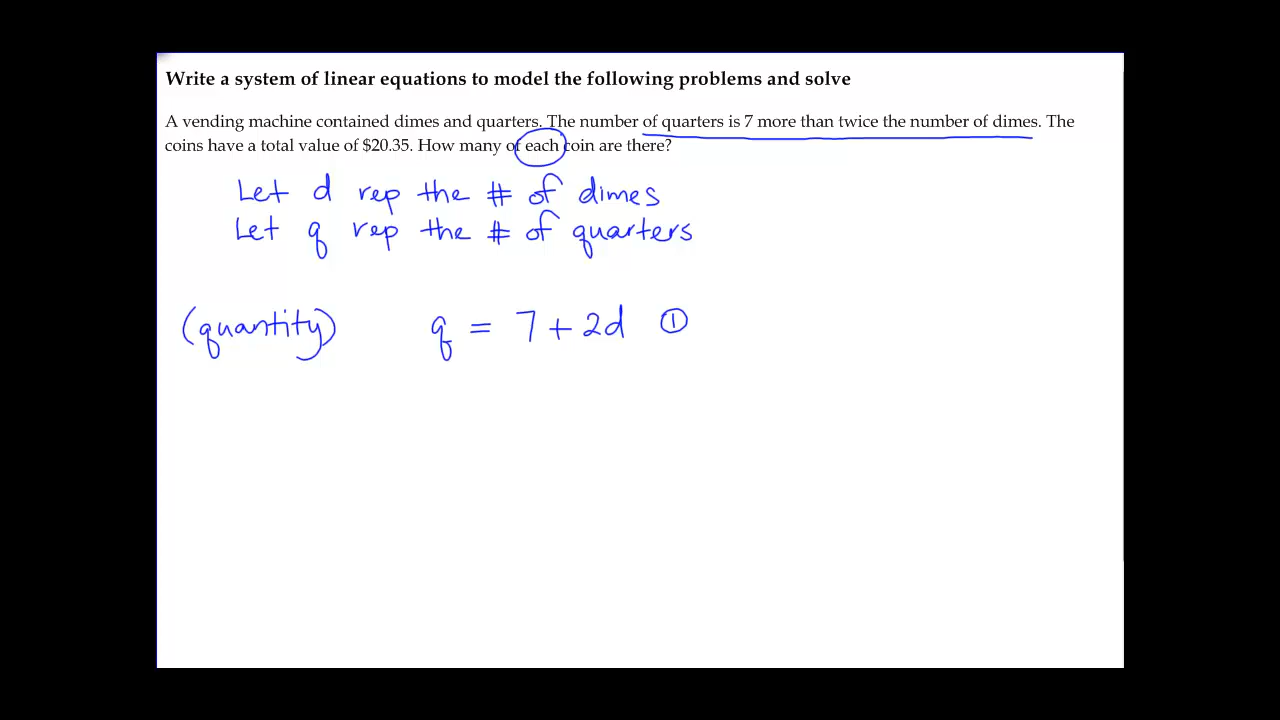 Write a system of linear equations to model the following problems and solve
A vending machine contained dimes and quarters. The number of quarters is 7 more than twice the number of dimes. The
coins have a total value of $20.35. How many of each coin are there?
Let d rep the # of dimes
Let q rep the # of quarters
(quantity) q = 7 + 2d ①